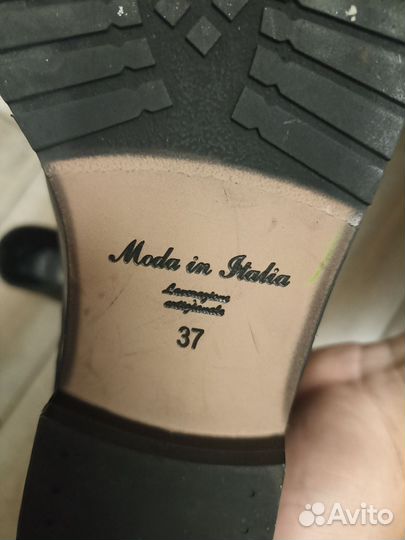 Moda in Italia
Lavorazione
artigianale
37
Avito